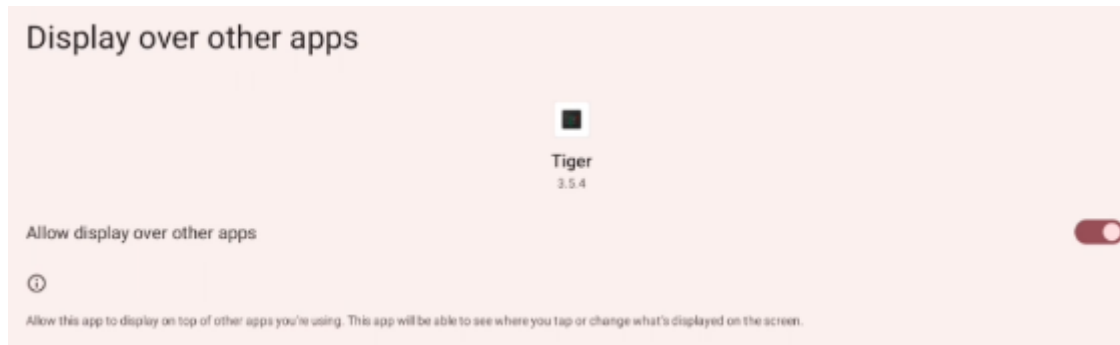 Display over other apps
Tiger
3.5.4
Allow display over other apps
Allow this app to display on top of other apps you're using. This app will be able to see where you tap or change what's displayed on the screen.